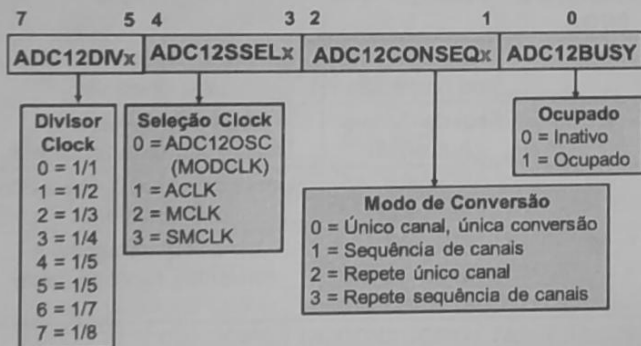 7 5 4 3 2 1 0
ADC12DIVx ADC12SSELx ADC12CONSEQx ADC12BUSY
Divisor
Clock
0 = 1/1
1 = 1/2
2 = 1/3
3 = 1/4
4 = 1/5
5 = 1/5
6 = 1/7
7 = 1/8
Seleção Clock
0 = ADC12OSC
(MODCLK)
1 = ACLK
2 = MCLK
3 = SMCLK
Modo de Conversão
0 = Único canal, única conversão
1 = Sequência de canais
2 = Repete único canal
3 = Repete sequência de canais
Ocupado
0 = Inativo
1 = Ocupado